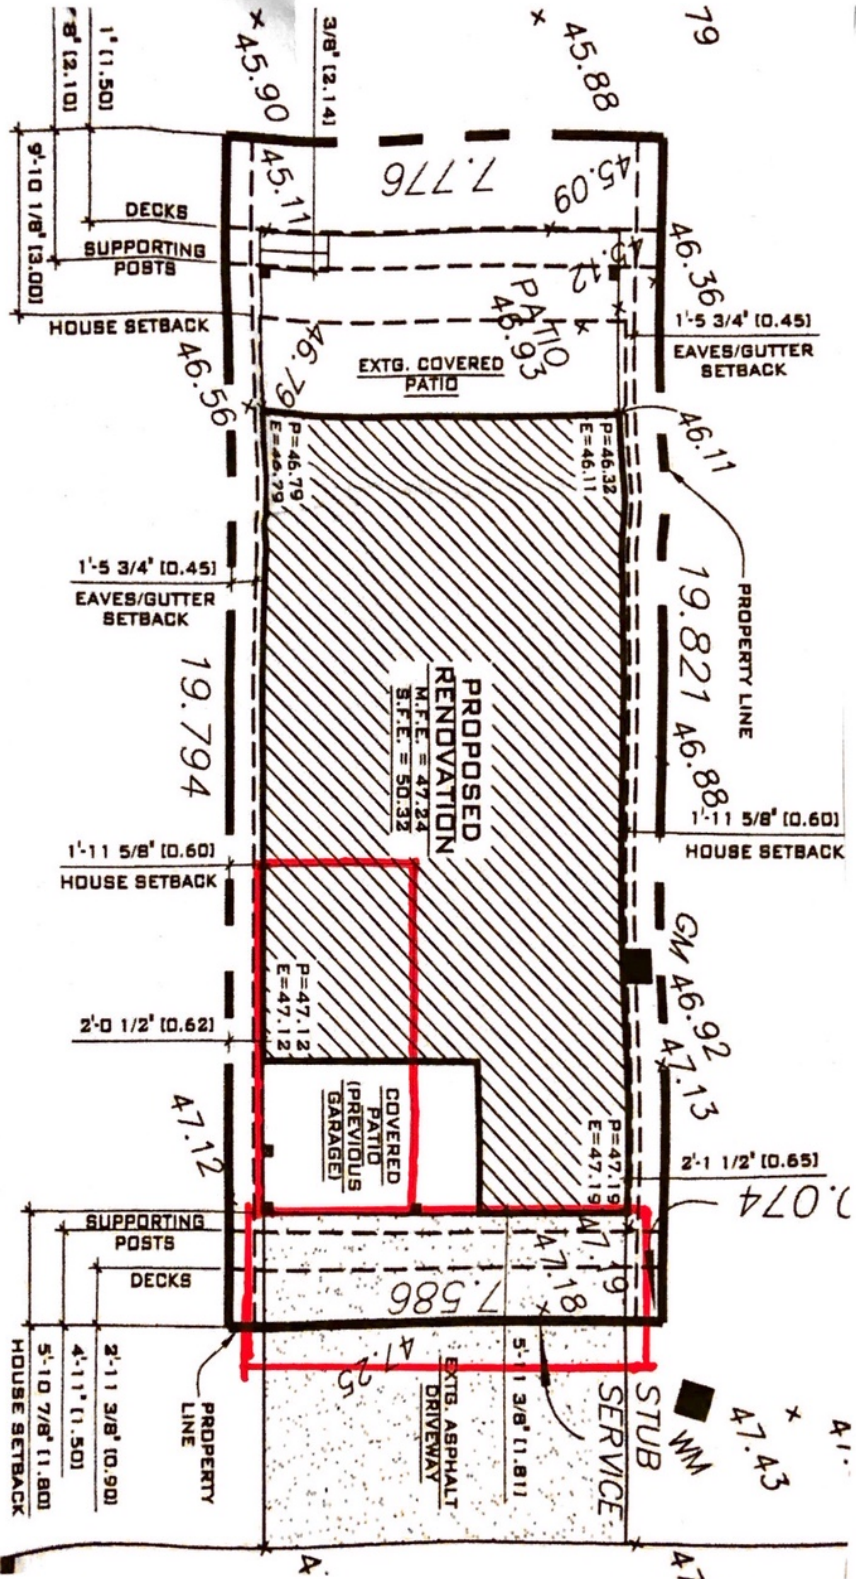 79
45.88
45.90
3/8" [2.14]
1" [1.50]
8" [2.10]
9'-10 1/8" [3.00]
45.11
7.776
45.09
DECKS
SUPPORTING
POSTS
HOUSE SETBACK
46.36
45.12
PATIO
46.93
1'-5 3/4" [0.45]
EAVES/GUTTER
SETBACK
46.56
46.79
EXTG. COVERED
PATIO
46.11
P=46.79
E=46.79
P=46.32
E=46.11
PROPERTY LINE
1'-5 3/4" [0.45]
EAVES/GUTTER
SETBACK
19.821
19.794
PROPOSED
RENOVATION
M.F.E. = 47.24
S.F.E. = 50.32
46.88
1'-11 5/8" [0.60]
HOUSE SETBACK
1'-11 5/8" [0.60]
HOUSE SETBACK
GM 46.92
47.13
P=47.12
E=47.12
2'-0 1/2" [0.62]
47.12
COVERED
PATIO
(PREVIOUS
GARAGE)
P=47.19
E=47.19
2'-1 1/2" [0.65]
.074
SUPPORTING
POSTS
DECKS
47.19
47.18
7.586
47.25
EXTG. ASPHALT
DRIVEWAY
5'-11 3/8" [1.81]
SERVICE
STUB
WM
47.43
41.
PROPERTY
LINE
2'-11 3/8" [0.90]
4'-11" [1.50]
5'-10 7/8" [1.80]
HOUSE SETBACK
4
47